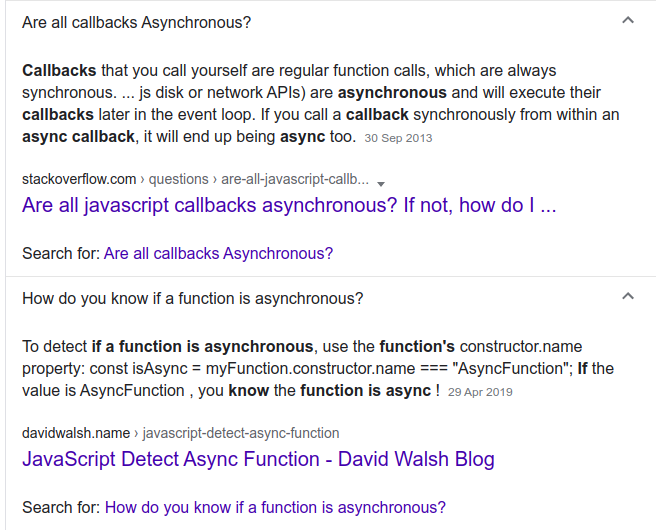 Are all callbacks Asynchronous?
Callbacks that you call yourself are regular function calls, which are always
synchronous. ... js disk or network APIs) are asynchronous and will execute their
callbacks later in the event loop. If you call a callback synchronously from within an
async callback, it will end up being async too. 30 Sep 2013
stackoverflow.com › questions › are-all-javascript-callb...
Are all javascript callbacks asynchronous? If not, how do I ...
Search for: Are all callbacks Asynchronous?
How do you know if a function is asynchronous?
To detect if a function is asynchronous, use the function's constructor.name
property: const isAsync = myFunction.constructor.name === "AsyncFunction"; If the
value is AsyncFunction , you know the function is async ! 29 Apr 2019
davidwalsh.name › javascript-detect-async-function
JavaScript Detect Async Function - David Walsh Blog
Search for: How do you know if a function is asynchronous?